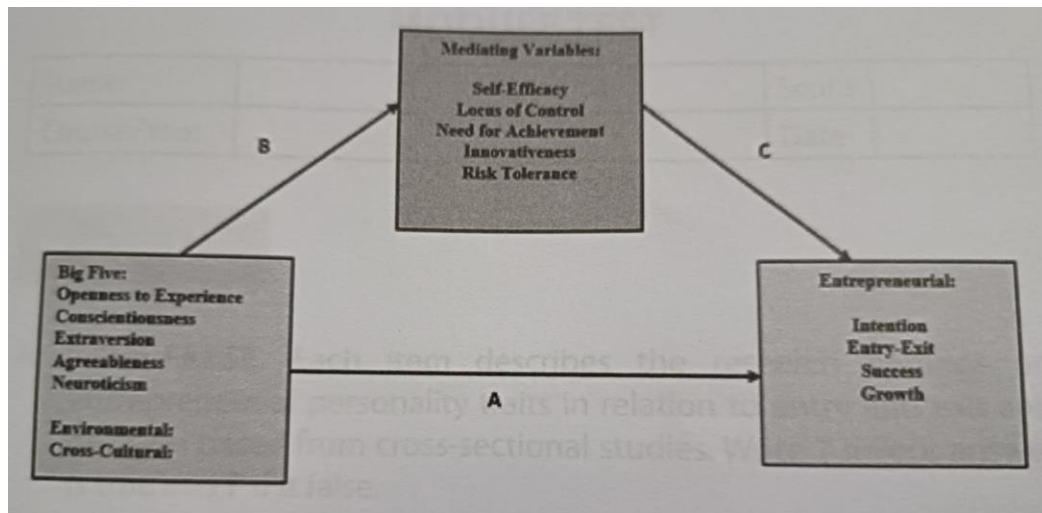 Mediating Variables:
Self-Efficacy
Locus of Control
Need for Achievement
Innovativeness
Risk Tolerance
B
C
Big Five:
Openness to Experience
Conscientiousness
Extraversion
Agreeableness
Neuroticism
Environmental:
Cross-Cultural:
A
Entrepreneurial:
Intention
Entry-Exit
Success
Growth
Each item describes the
personality traits in relation to
from cross-sectional studies.
false.